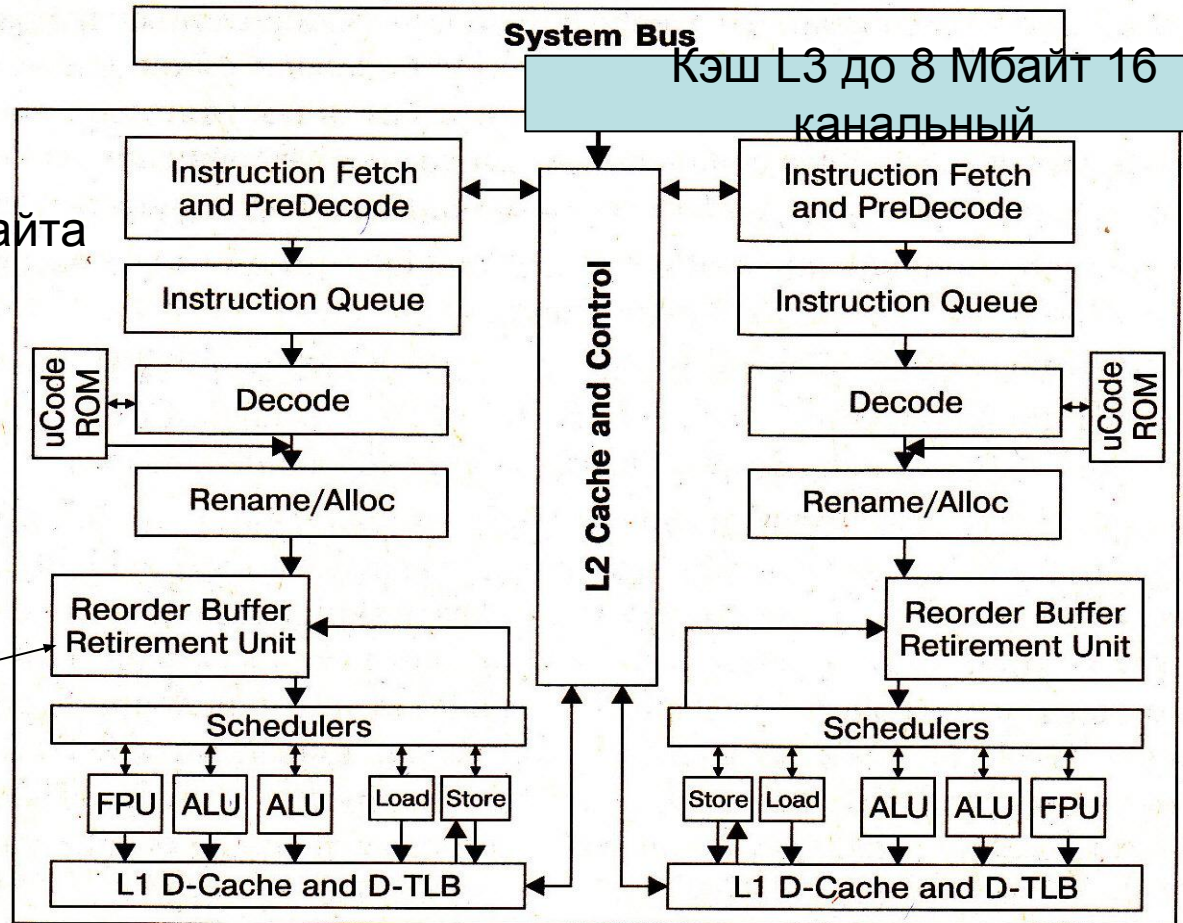 System Bus
Кэш L3 до 8 Мбайт 16
канальный
Instruction Fetch
and PreDecode
Instruction Queue
uCode
ROM
Decode
Rename/Alloc
Reorder Buffer
Retirement Unit
Schedulers
FPU
ALU
ALU
Load
Store
L1 D-Cache and D-TLB
L2 Cache and Control
Instruction Fetch
and PreDecode
Instruction Queue
Decode
uCode
ROM
Rename/Alloc
Reorder Buffer
Retirement Unit
Schedulers
Store
Load
ALU
ALU
FPU
L1 D-Cache and D-TLB